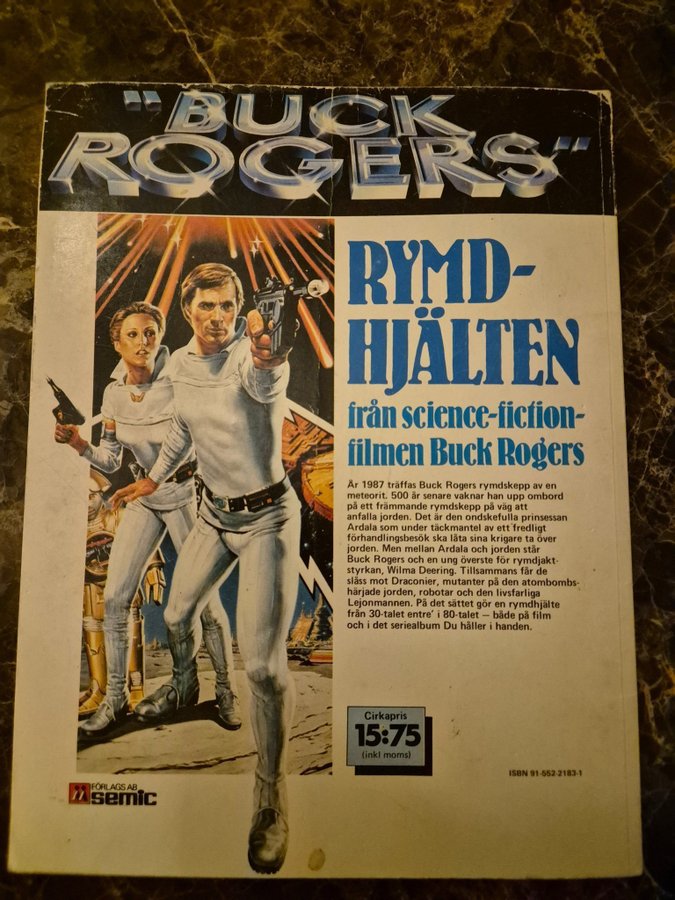 "BUCK
ROGERS"
RYMD-
HJÄLTEN
från science-fiction-
filmen Buck Rogers
År 1987 träffas Buck Rogers rymdskepp av en
meteorit. 500 år senare vaknar han upp ombord
på ett främmande rymdskepp på väg att
anfalla jorden. Det är den ondskefulla prinsessan
Ardala som under täckmantel av ett fredligt
förhandlingsbesök ska låta sina krigare ta över
jorden. Men mellan Ardala och jorden står
Buck Rogers och en ung överste för rymdjakt-
styrkan, Wilma Deering. Tillsammans får de
slåss mot Draconier, mutanter på den atombombs-
härjade jorden, robotar och den livsfarliga
Lejonmannen. På det sättet gör en rymdhjälte
från 30-talet entre' i 80-talet — både på film
och i det seriealbum Du håller i handen.
Cirkapris
15:75
(inkl moms)
ISBN 91-552-2183-1
FÖRLAGS AB
semic